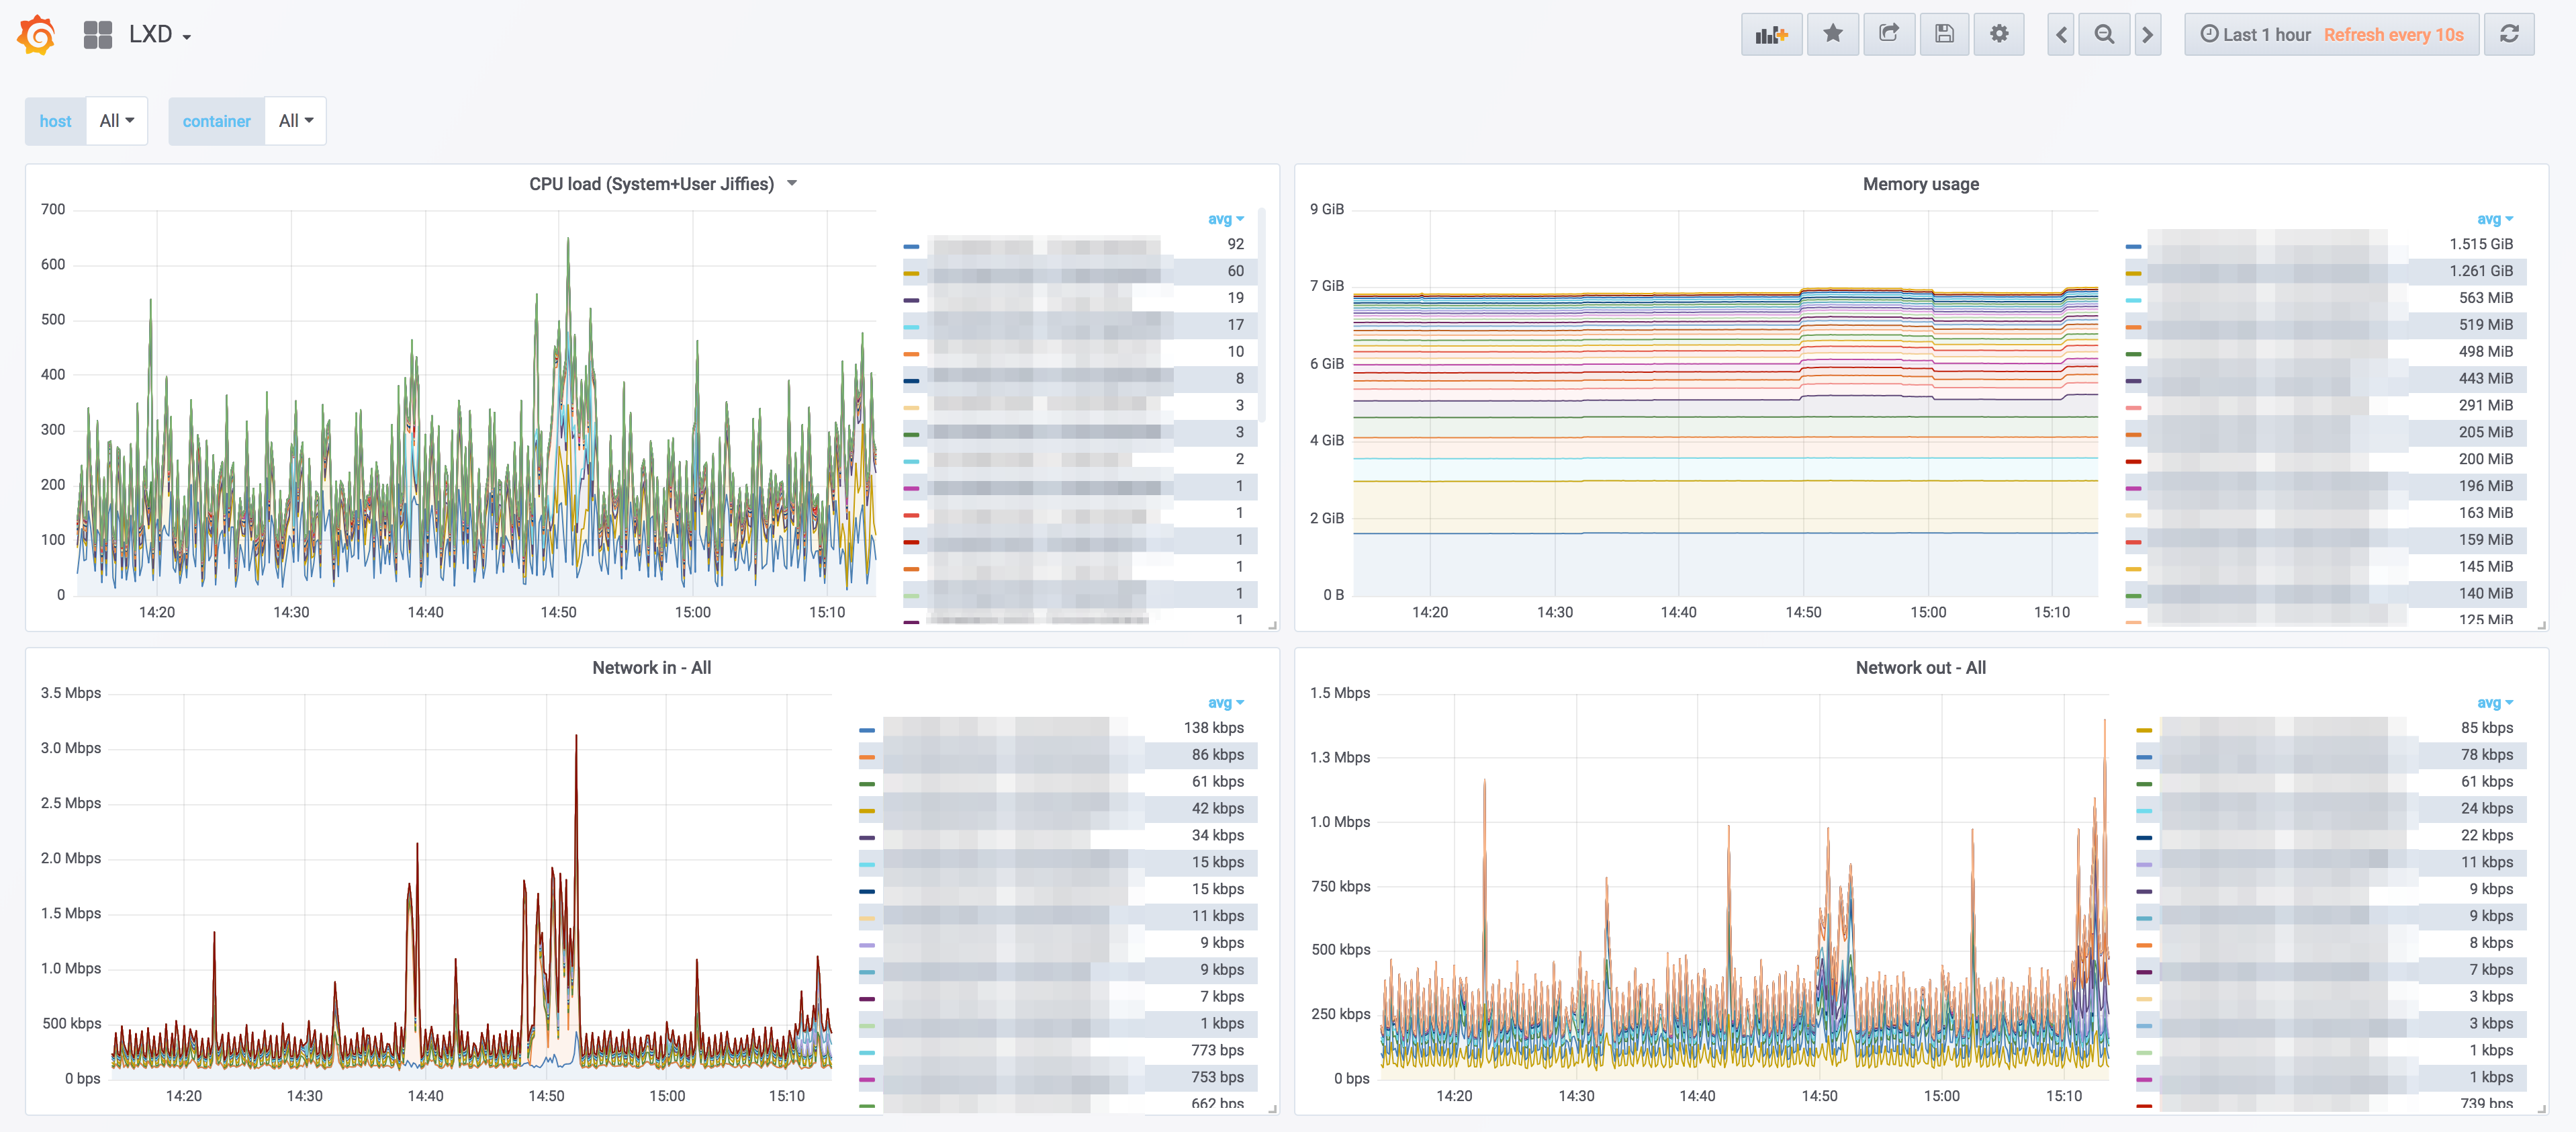 LXD
Last 1 hour Refresh every 10s
host All container All
CPU load (System+User Jiffies)
700
600
500
400
300
200
100
0
14:20 14:30 14:40 14:50 15:00 15:10
avg
92
60
19
17
10
8
3
3
2
1
1
1
1
1
1
Memory usage
9 GiB
7 GiB
6 GiB
4 GiB
2 GiB
0 B
14:20 14:30 14:40 14:50 15:00 15:10
avg
1.515 GiB
1.261 GiB
563 MiB
519 MiB
498 MiB
443 MiB
291 MiB
205 MiB
200 MiB
196 MiB
163 MiB
159 MiB
145 MiB
140 MiB
125 MiB
Network in - All
3.5 Mbps
3.0 Mbps
2.5 Mbps
2.0 Mbps
1.5 Mbps
1.0 Mbps
500 kbps
0 bps
14:20 14:30 14:40 14:50 15:00 15:10
avg
138 kbps
86 kbps
61 kbps
42 kbps
34 kbps
15 kbps
15 kbps
11 kbps
9 kbps
9 kbps
7 kbps
1 kbps
773 bps
753 bps
662 bps
Network out - All
1.5 Mbps
1.3 Mbps
1.0 Mbps
750 kbps
500 kbps
250 kbps
0 bps
14:20 14:30 14:40 14:50 15:00 15:10
avg
85 kbps
78 kbps
61 kbps
24 kbps
22 kbps
11 kbps
9 kbps
9 kbps
8 kbps
7 kbps
3 kbps
3 kbps
1 kbps
1 kbps
739 bps